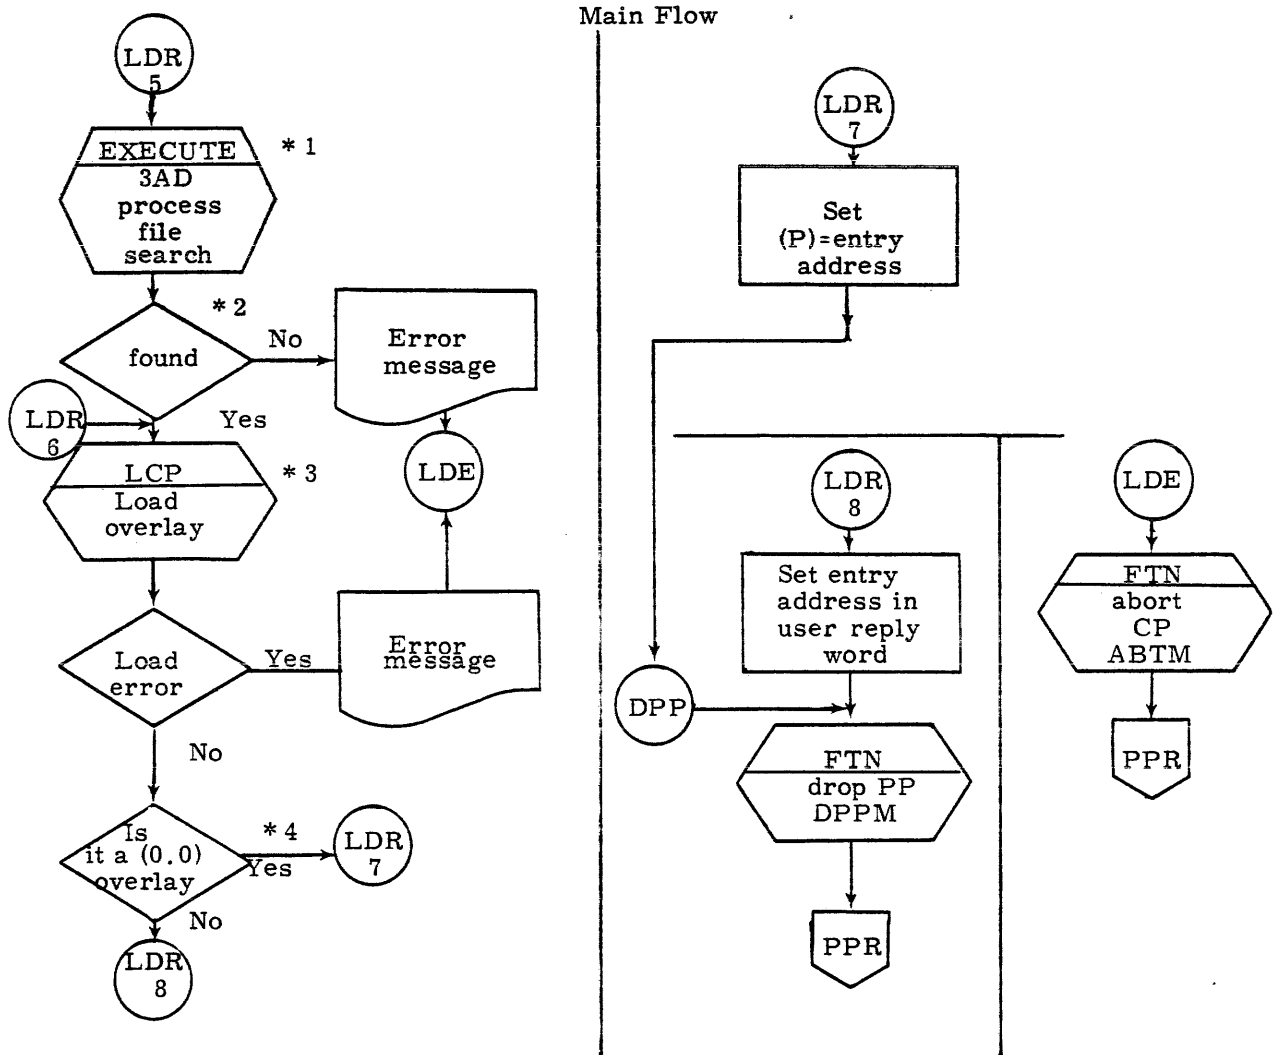 Main Flow
LDR
5
EXECUTE
* 1
3AD
process
file
search
* 2
found
No
Error
message
LDR
6
Yes
LDE
LCP
* 3
Load
overlay
Load
error
Yes
Error
message
No
Is
it a (0.0)
overlay
* 4
Yes
LDR
7
No
LDR
8
LDR
7
Set
(P)=entry
address
DPP
LDR
8
Set entry
address in
user reply
word
FTN
drop PP
DPPM
PPR
LDE
FTN
abort
CP
ABTM
PPR